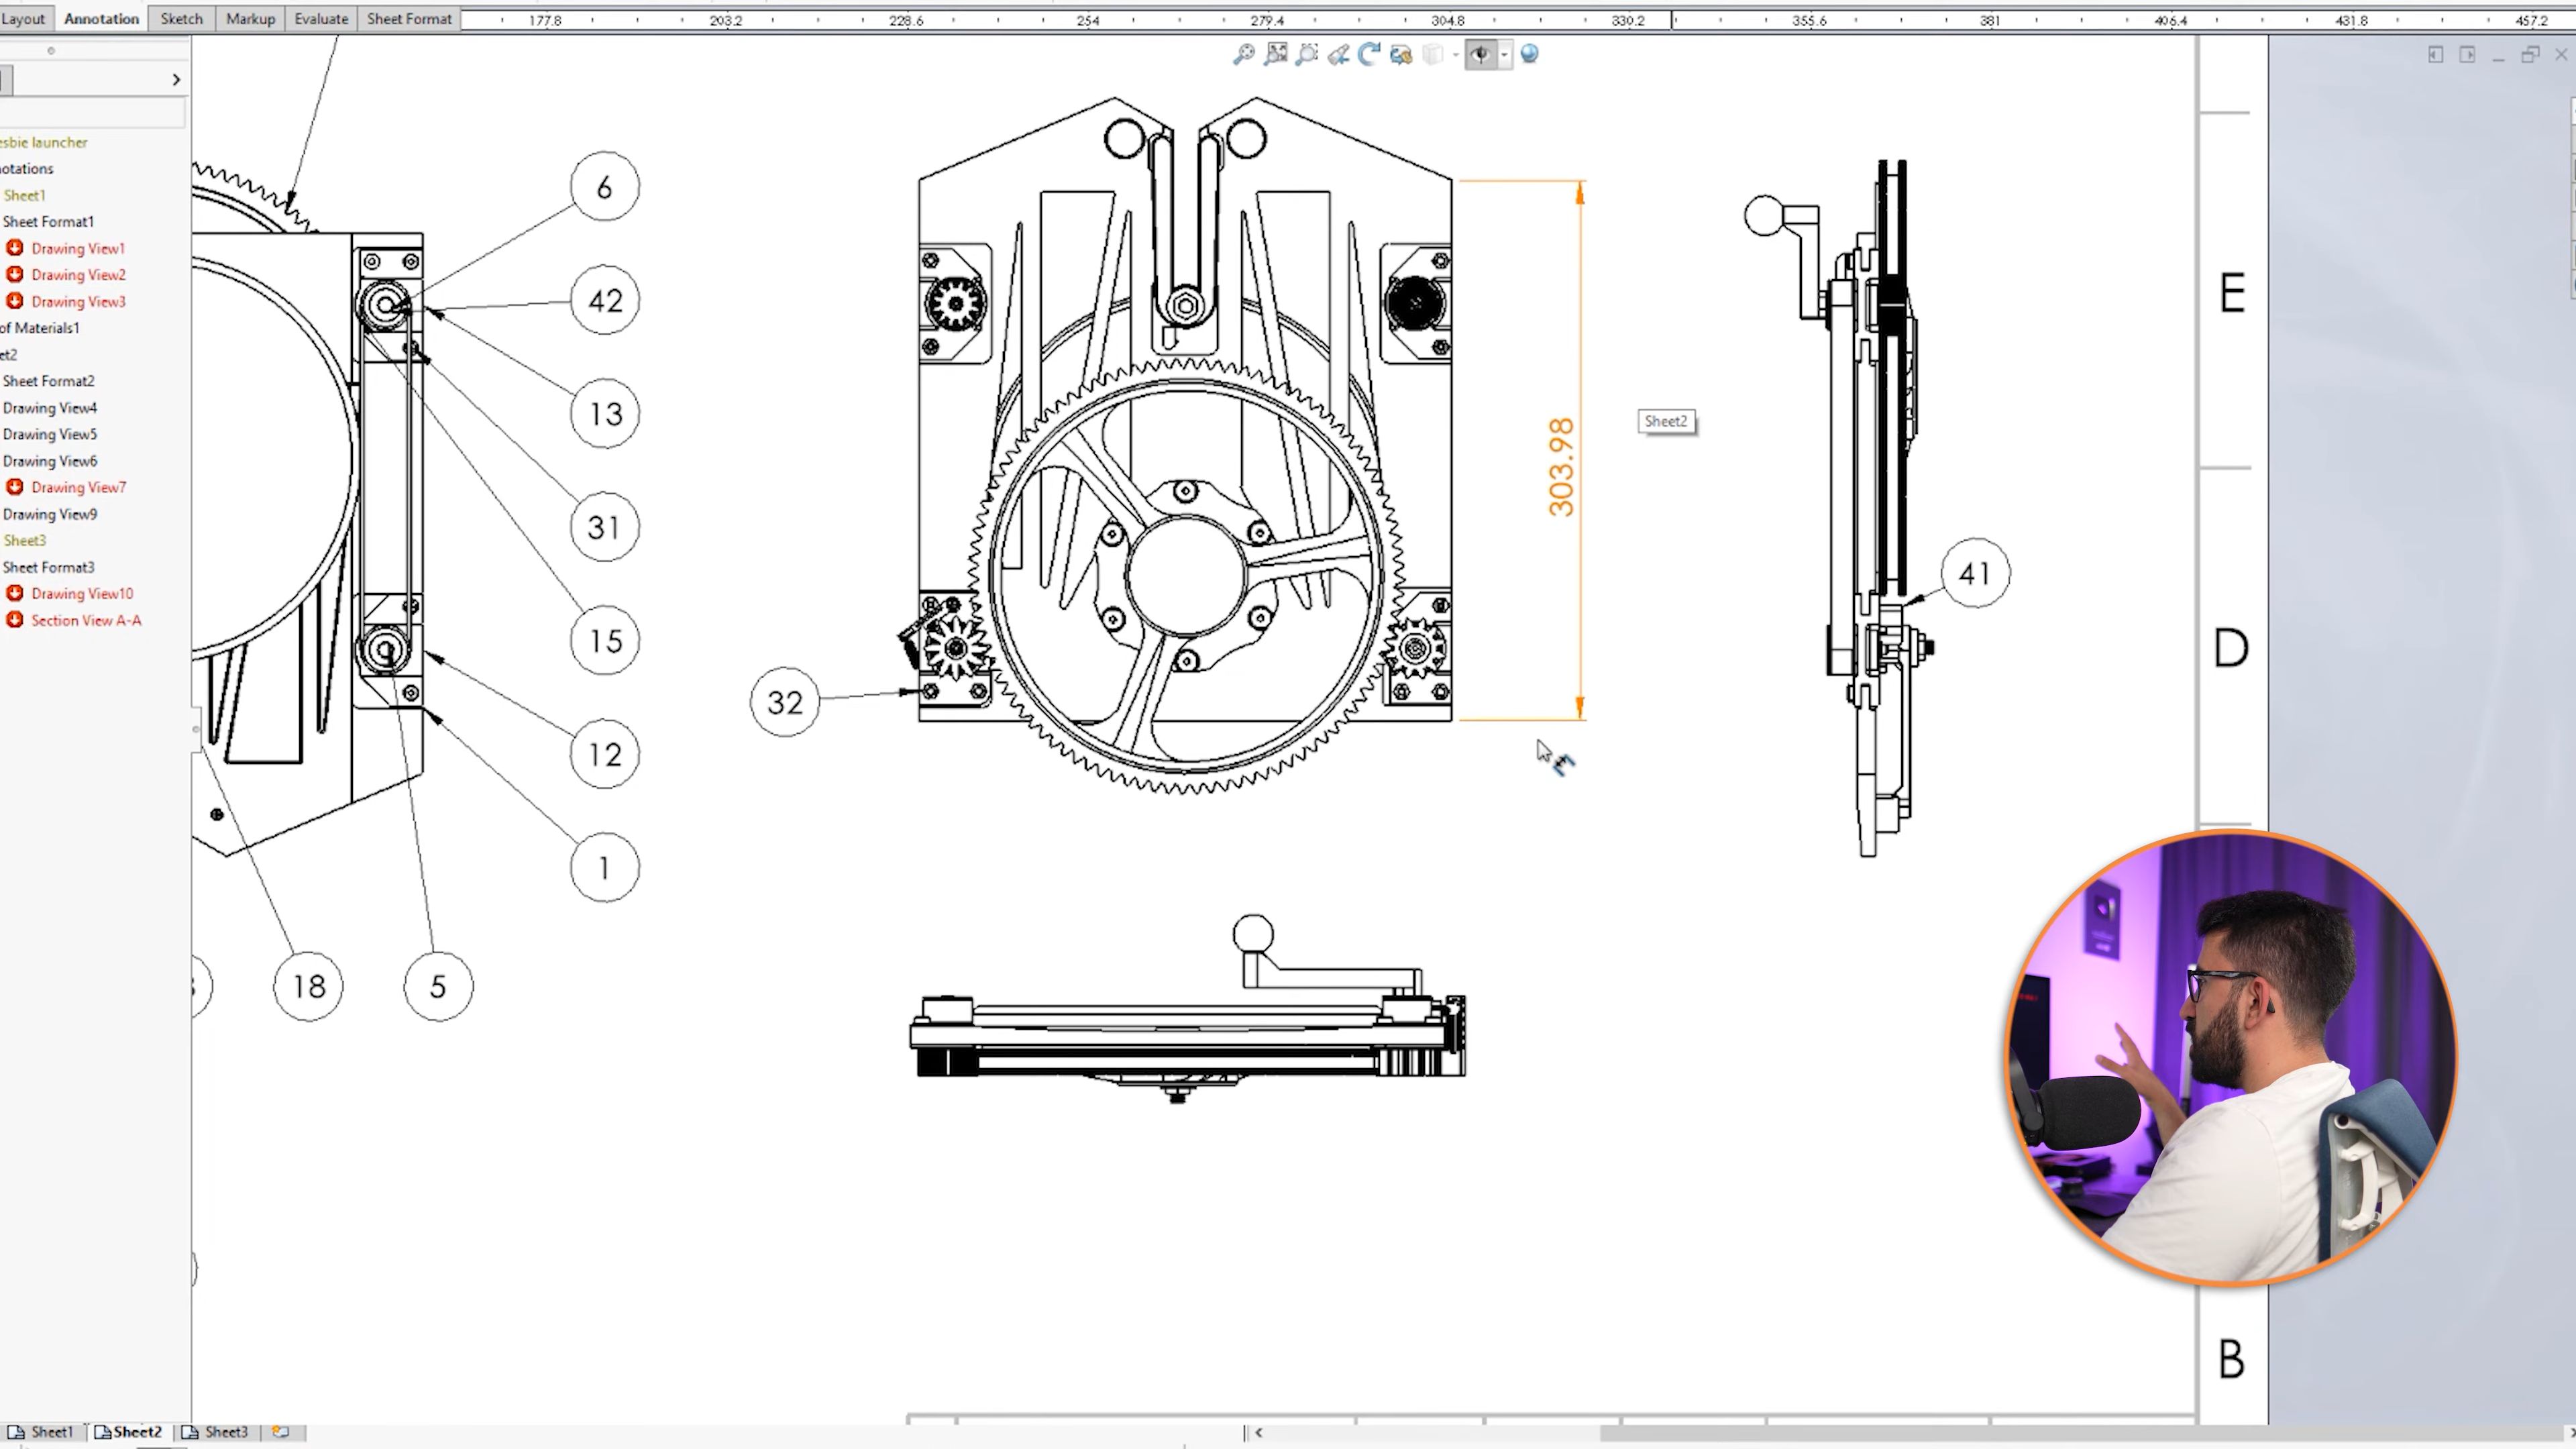 Layout Annotation Sketch Markup Evaluate Sheet Format
177.8 203.2 228.6 254 279.4 304.8 330.2 355.6 381 406.4 431.8 457.2
esbie launcher
notations
Sheet1
Sheet Format1
Drawing View1
Drawing View2
Drawing View3
of Materials1
et2
Sheet Format2
Drawing View4
Drawing View5
Drawing View6
Drawing View7
Drawing View9
Sheet3
Sheet Format3
Drawing View10
Section View A-A
6
42
13
31
15
12
1
18
5
32
303.98
Sheet2
41
E
D
B
Sheet1 Sheet2 Sheet3